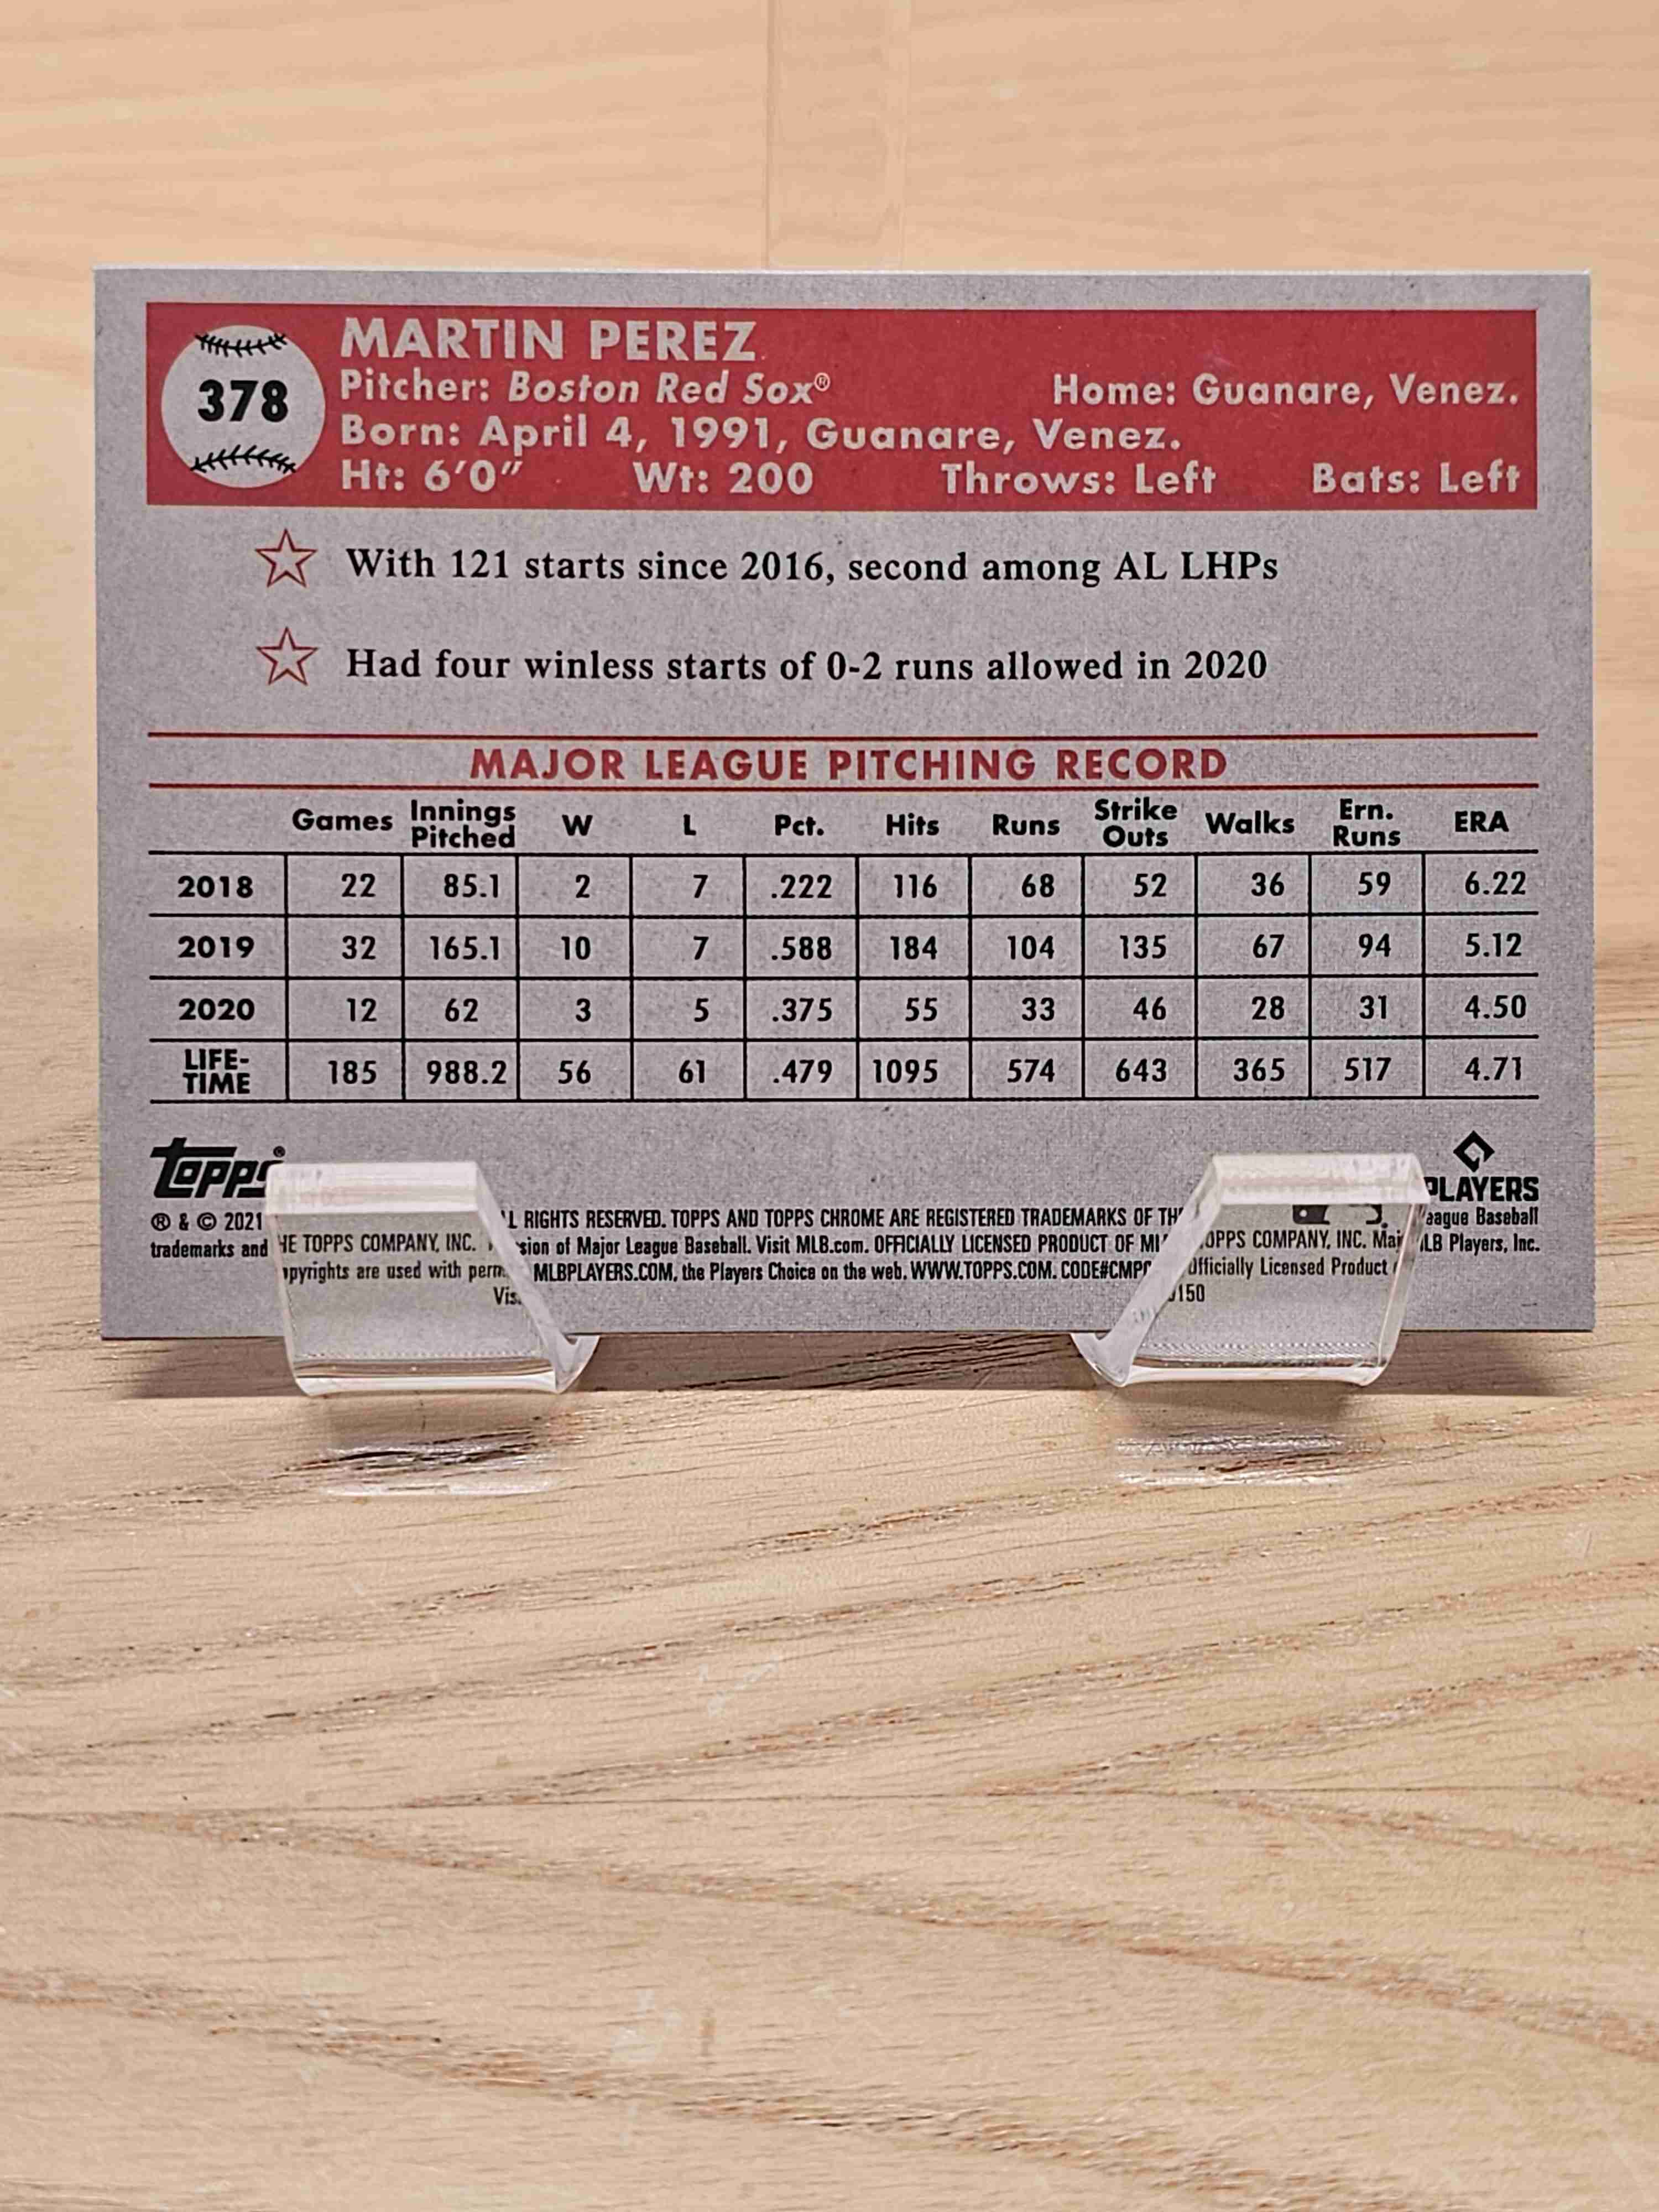 378
MARTIN PEREZ
Pitcher: Boston Red Sox® Home: Guanare, Venez.
Born: April 4, 1991, Guanare, Venez.
Ht: 6'0" Wt: 200 Throws: Left Bats: Left
With 121 starts since 2016, second among AL LHPs
Had four winless starts of 0-2 runs allowed in 2020
MAJOR LEAGUE PITCHING RECORD
Games Innings Pitched W L Pct. Hits Runs Strike Outs Walks Ern. Runs ERA
2018 22 85.1 2 7 .222 116 68 52 36 59 6.22
2019 32 165.1 10 7 .588 184 104 135 67 94 5.12
2020 12 62 3 5 .375 55 33 46 28 31 4.50
LIFE-TIME 185 988.2 56 61 .479 1095 574 643 365 517 4.71
topps®
PLAYERS
® & © 2021 THE TOPPS COMPANY, INC. RIGHTS RESERVED. TOPPS AND TOPPS CHROME ARE REGISTERED TRADEMARKS OF TOPPS COMPANY, INC. Baseball
trademarks and of Major League Baseball. Visit MLB.com. OFFICIALLY LICENSED PRODUCT OF Officially Licensed Product Players, Inc.
are used with MLBPLAYERS.COM, the Players Choice on the web. WWW.TOPPS.COM.